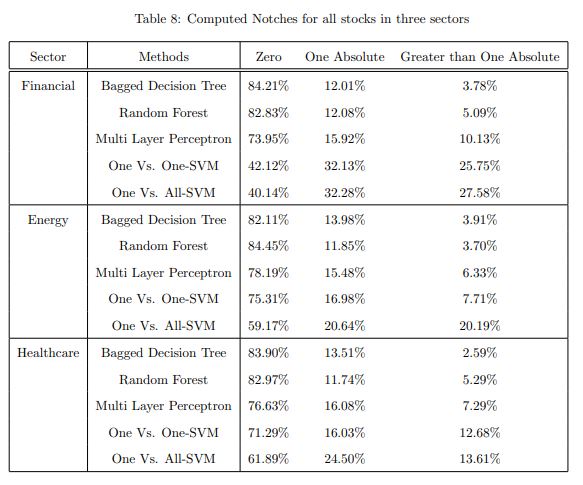 Table 8: Computed Notches for all stocks in three sectors
Sector Methods Zero One Absolute Greater than One Absolute
Financial Bagged Decision Tree 84.21% 12.01% 3.78%
Random Forest 82.83% 12.08% 5.09%
Multi Layer Perceptron 73.95% 15.92% 10.13%
One Vs. One-SVM 42.12% 32.13% 25.75%
One Vs. All-SVM 40.14% 32.28% 27.58%
Energy Bagged Decision Tree 82.11% 13.98% 3.91%
Random Forest 84.45% 11.85% 3.70%
Multi Layer Perceptron 78.19% 15.48% 6.33%
One Vs. One-SVM 75.31% 16.98% 7.71%
One Vs. All-SVM 59.17% 20.64% 20.19%
Healthcare Bagged Decision Tree 83.90% 13.51% 2.59%
Random Forest 82.97% 11.74% 5.29%
Multi Layer Perceptron 76.63% 16.08% 7.29%
One Vs. One-SVM 71.29% 16.03% 12.68%
One Vs. All-SVM 61.89% 24.50% 13.61%